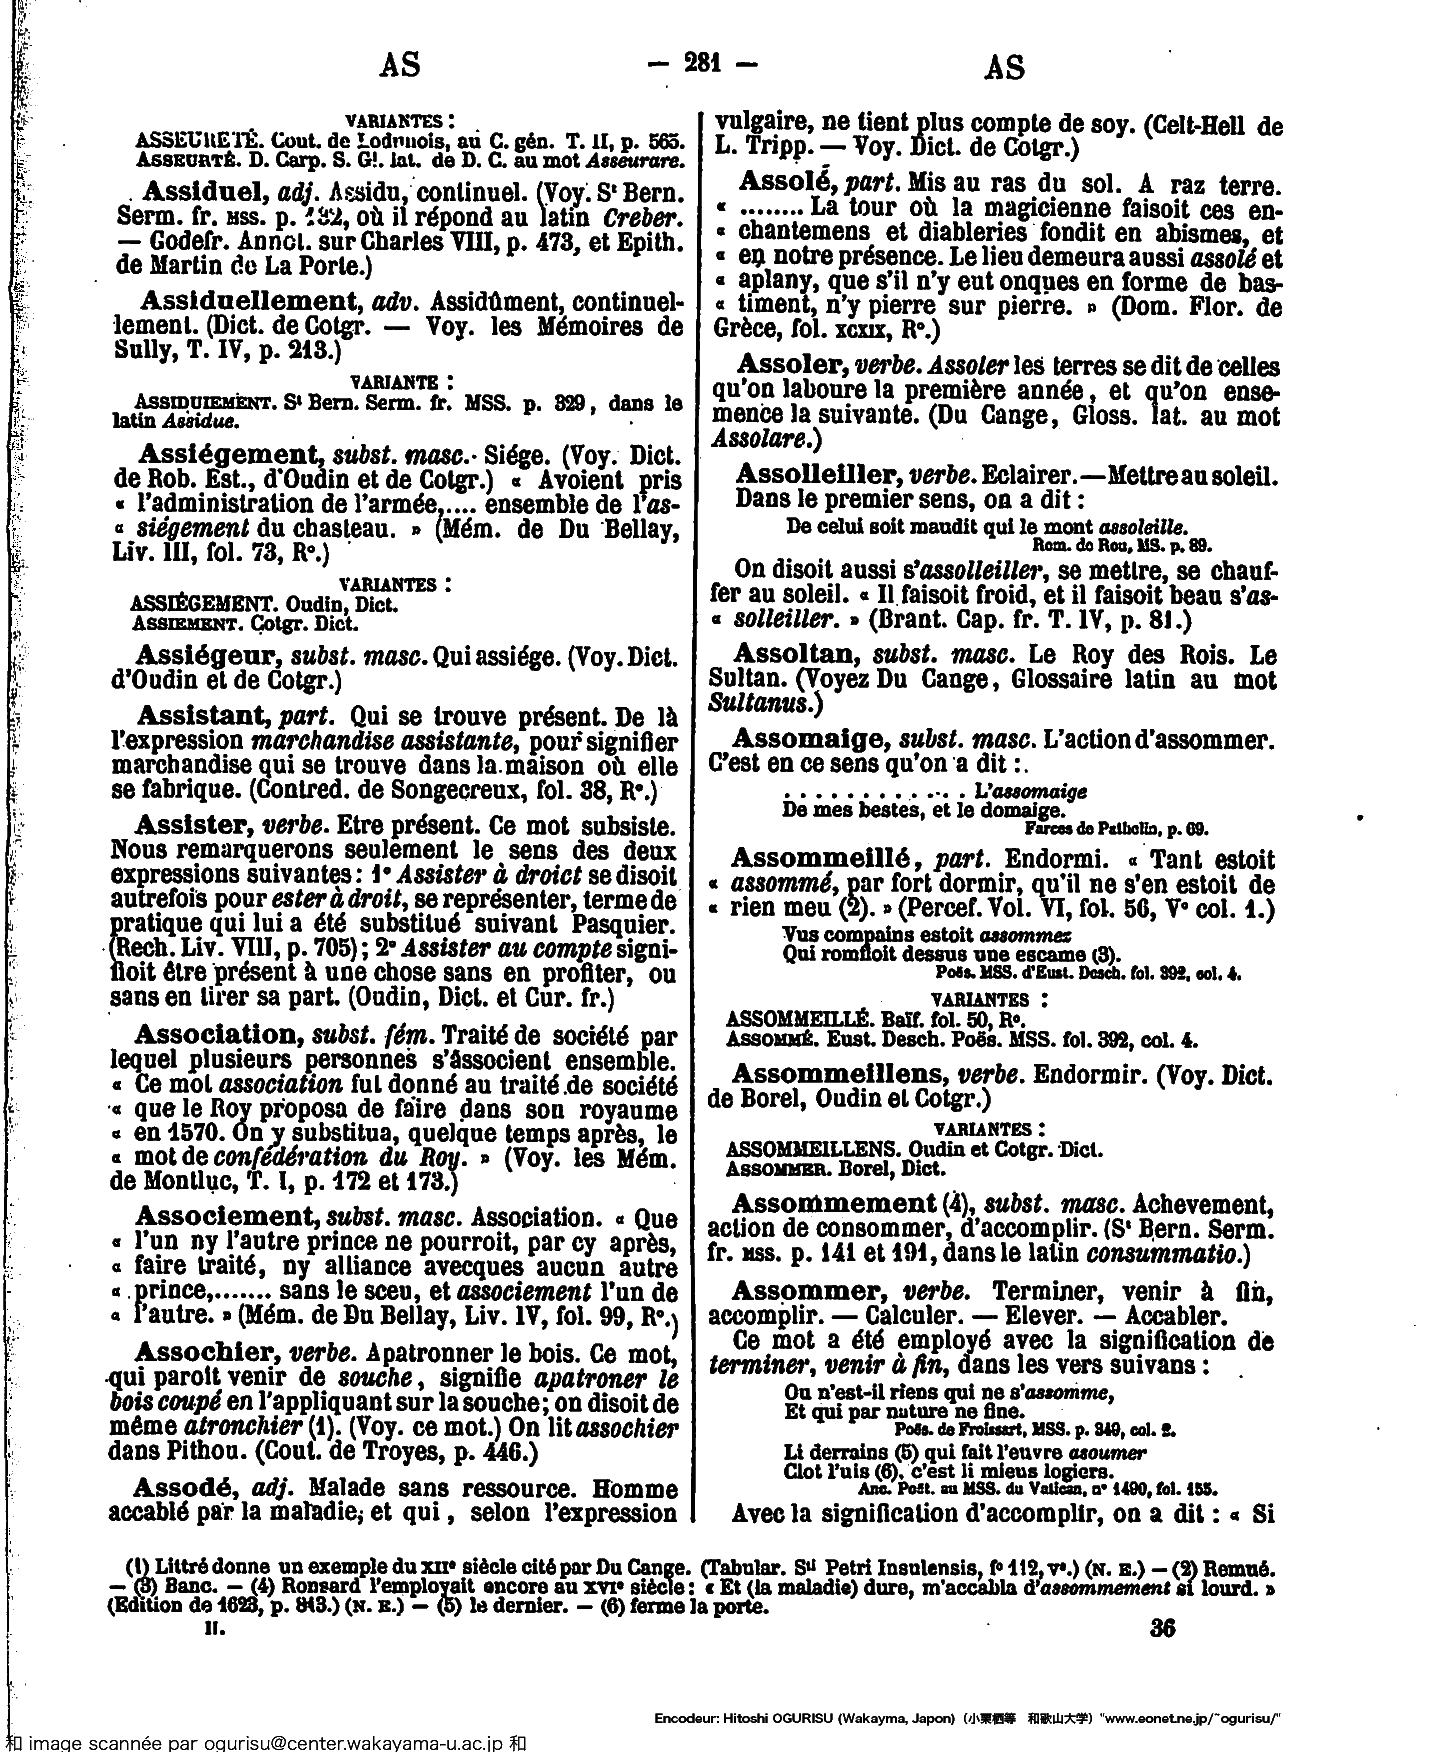 AS — 281 — AS
VARIANTES :
ASSEURETÉ. Cout. de Lodunois, au C. gén. T. II, p. 565.
ASSEURTÉ. D. Carp. S. Gl. lat. de D. C. au mot Asseurare.
Assiduel, adj. Assidu, continuel. (Voy. St Bern.
Serm. fr. MSS. p. 132, où il répond au latin Creber.
— Godefr. Annot. sur Charles VIII, p. 473, et Epith.
de Martin de La Porte.)
Assiduellement, adv. Assidûment, continuel-
lement. (Dict. de Cotgr. — Voy. les Mémoires de
Sully, T. IV, p. 213.)
VARIANTE :
ASSIDUIEMENT. St Bern. Serm. fr. MSS. p. 329, dans le
latin Assidue.
Assiégement, subst. masc. Siége. (Voy. Dict.
de Rob. Est., d'Oudin et de Cotgr.) « Avoient pris
« l'administration de l'armée,.... ensemble de l'as-
« siégement du chasteau. » (Mém. de Du Bellay,
Liv. III, fol. 73, R°.)
VARIANTES :
ASSIÉGEMENT. Oudin, Dict.
ASSIEMENT. Cotgr. Dict.
Assiégeur, subst. masc. Qui assiége. (Voy. Dict.
d'Oudin et de Cotgr.)
Assistant, part. Qui se trouve présent. De là
l'expression marchandise assistante, pour signifier
marchandise qui se trouve dans la maison où elle
se fabrique. (Contred. de Songecreux, fol. 38, R°.)
Assister, verbe. Etre présent. Ce mot subsiste.
Nous remarquerons seulement le sens des deux
expressions suivantes : 1° Assister à droict se disoit
autrefois pour ester à droit, se représenter, terme de
pratique qui lui a été substitué suivant Pasquier.
(Rech. Liv. VIII, p. 705) ; 2° Assister au compte signi-
fioit être présent à une chose sans en profiter, ou
sans en tirer sa part. (Oudin, Dict. et Cur. fr.)
Association, subst. fém. Traité de société par
lequel plusieurs personnes s'associent ensemble.
« Ce mot association fut donné au traité de société
« que le Roy proposa de faire dans son royaume
« en 1570. On y substitua, quelque temps après, le
« mot de confédération du Roy. » (Voy. les Mém.
de Montluc, T. I, p. 172 et 173.)
Associement, subst. masc. Association. « Que
« l'un ny l'autre prince ne pourroit, par cy après,
« faire traité, ny alliance avecques aucun autre
« prince,....... sans le sceu, et associement l'un de
« l'autre. » (Mém. de Du Bellay, Liv. IV, fol. 99, R°.)
Assochier, verbe. Apatronner le bois. Ce mot,
qui paroit venir de souche, signifie apatroner le
bois coupé en l'appliquant sur la souche; on disoit de
même atronchier (1). (Voy. ce mot.) On lit assochier
dans Pithou. (Cout. de Troyes, p. 446.)
Assodé, adj. Malade sans ressource. Homme
accablé par la maladie, et qui, selon l'expression
vulgaire, ne tient plus compte de soy. (Celt-Hell de
L. Tripp. — Voy. Dict. de Cotgr.)
Assolé, part. Mis au ras du sol. A raz terre.
« ........ La tour où la magicienne faisoit ces en-
« chantemens et diableries fondit en abismes, et
« en notre présence. Le lieu demeura aussi assolé et
« aplany, que s'il n'y eut onques en forme de bas-
« timent, n'y pierre sur pierre. » (Dom. Flor. de
Grèce, fol. XCXIX, R°.)
Assoler, verbe. Assoler les terres se dit de celles
qu'on laboure la première année, et qu'on ense-
mence la suivante. (Du Cange, Gloss. lat. au mot
Assolare.)
Assolleiller, verbe. Eclairer.—Mettre au soleil.
Dans le premier sens, on a dit :
De celui soit maudit qui le mont assoleille.
Rom. de Rou, MS. p. 89.
On disoit aussi s'assolleiller, se mettre, se chauf-
fer au soleil. « Il faisoit froid, et il faisoit beau s'as-
« solleiller. » (Brant. Cap. fr. T. IV, p. 81.)
Assoltan, subst. masc. Le Roy des Rois. Le
Sultan. (Voyez Du Cange, Glossaire latin au mot
Sultanus.)
Assomaige, subst. masc. L'action d'assommer.
C'est en ce sens qu'on a dit :
. . . . . . . . . . . . . . L'assomaige
De mes bestes, et le domaige.
Farces de Pathelin, p. 69.
Assommeillé, part. Endormi. « Tant estoit
« assommé, par fort dormir, qu'il ne s'en estoit de
« rien meu (2). » (Percef. Vol. VI, fol. 56, V° col. 1.)
Vus compains estoit assommez
Qui romfloit dessus une escame (3).
Poës. MSS. d'Eust. Desch. fol. 392, col. 4.
VARIANTES :
ASSOMMEILLÉ. Baïf. fol. 50, R°.
ASSOMMÉ. Eust. Desch. Poës. MSS. fol. 392, col. 4.
Assommeillens, verbe. Endormir. (Voy. Dict.
de Borel, Oudin et Cotgr.)
VARIANTES :
ASSOMMEILLENS. Oudin et Cotgr. Dict.
ASSOMMER. Borel, Dict.
Assommement (4), subst. masc. Achevement,
action de consommer, d'accomplir. (St Bern. Serm.
fr. MSS. p. 141 et 191, dans le latin consummatio.)
Assommer, verbe. Terminer, venir à fin,
accomplir. — Calculer. — Elever. — Accabler.
Ce mot a été employé avec la signification de
terminer, venir à fin, dans les vers suivans :
Ou n'est-il riens qui ne s'assomme,
Et qui par nature ne fine.
Poës. de Froissart, MSS. p. 349, col. 2.
Li derrains (5) qui fait l'euvre asoumer
Clot l'uis (6), c'est li mieus logiers.
Anc. Poët. au MSS. du Vatican, n° 1490, fol. 155.
Avec la signification d'accomplir, on a dit : « Si
(1) Littré donne un exemple du XIIe siècle cité par Du Cange. (Tabular. Sti Petri Insulensis, f° 112, v°.) (N. E.) — (2) Remué.
— (3) Banc. — (4) Ronsard l'employait encore au XVIe siècle : « Et (la maladie) dure, m'accabla d'assommement si lourd. »
(Edition de 1623, p. 813.) (N. E.) — (5) le dernier. — (6) ferme la porte.
II. 36
Encodeur: Hitoshi OGURISU (Wakayma, Japon) (小栗栖等 和歌山大学) "www.eonet.ne.jp/~ogurisu/"
和 image scannée par ogurisu@center.wakayama-u.ac.jp 和